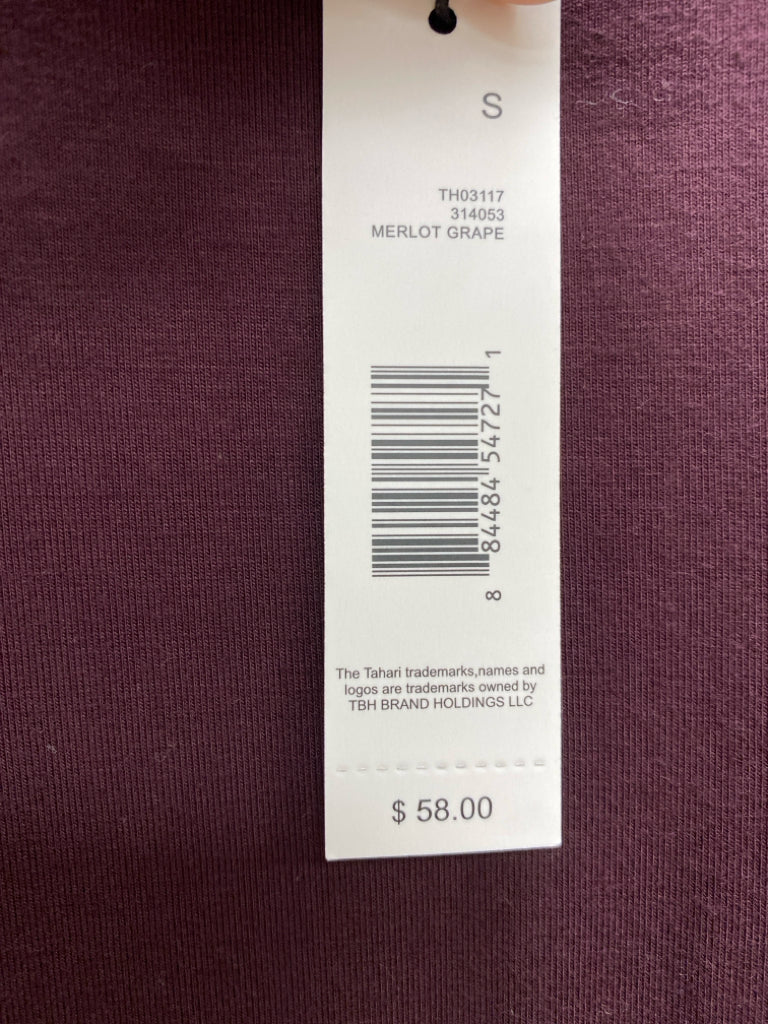 S
TH03117
314053
MERLOT GRAPE
8 84484 54727 1
The Tahari trademarks,names and
logos are trademarks owned by
TBH BRAND HOLDINGS LLC
$ 58.00